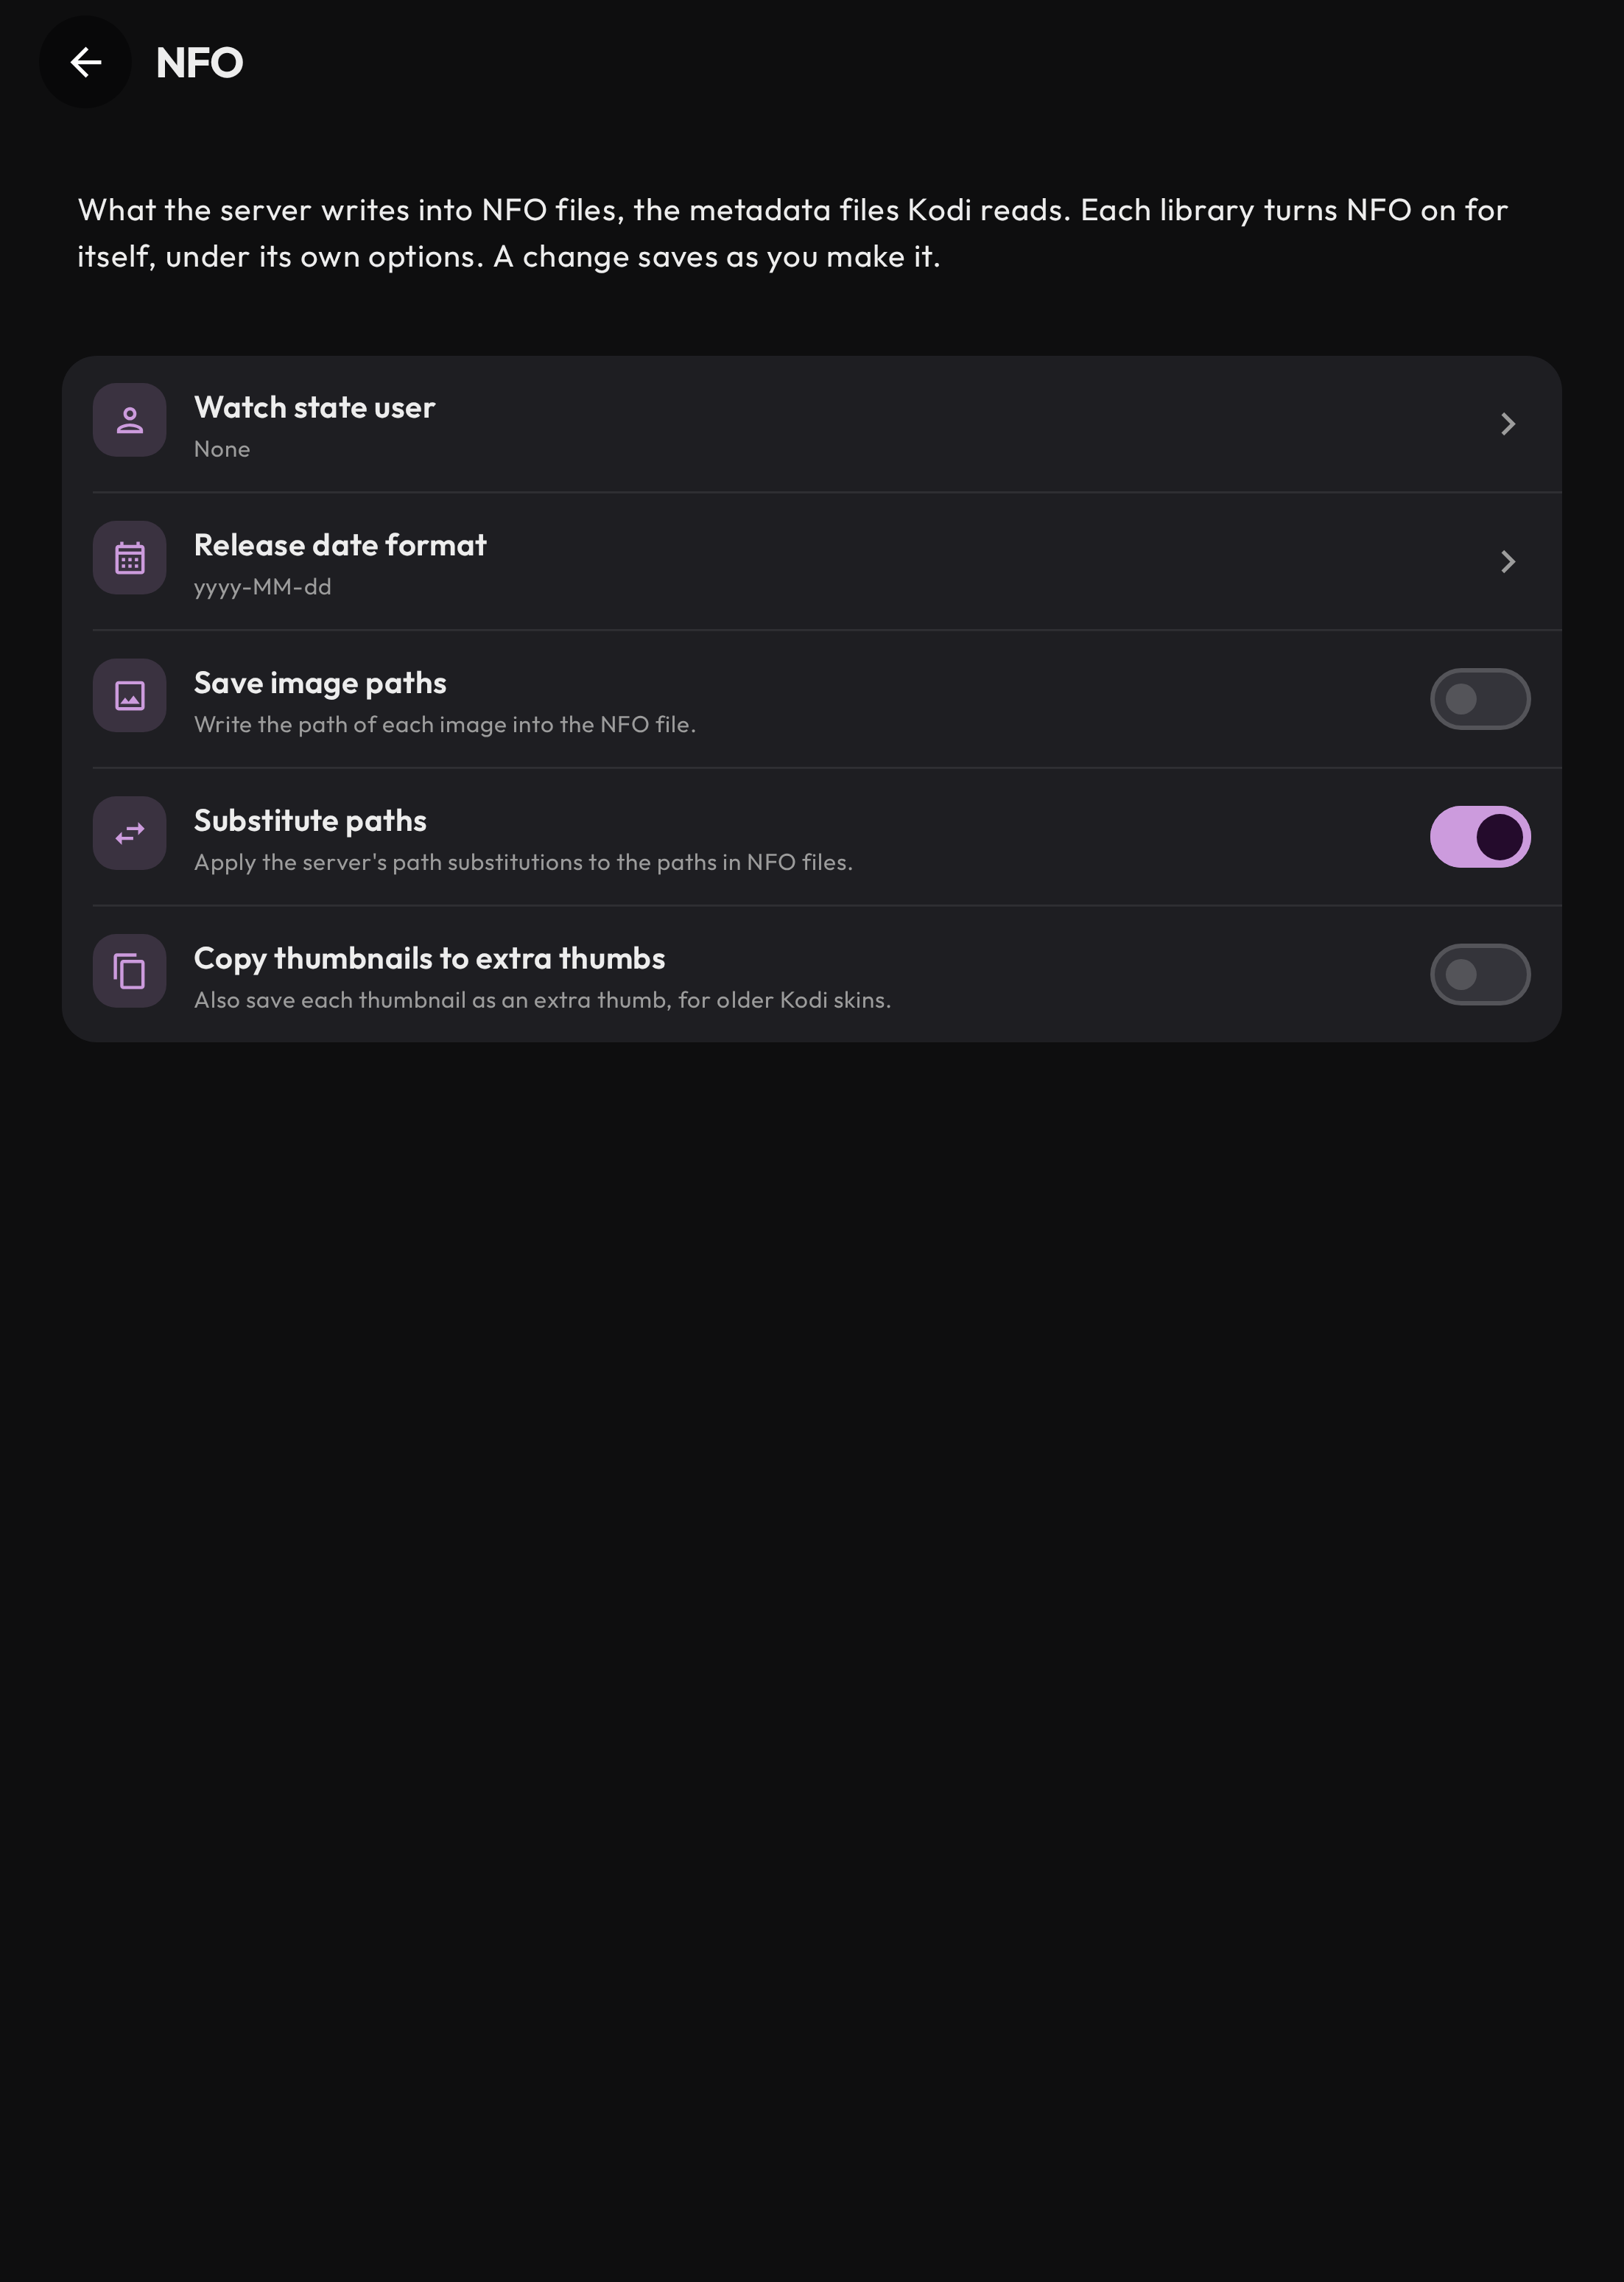 NFO
What the server writes into NFO files, the metadata files Kodi reads. Each library turns NFO on for
itself, under its own options. A change saves as you make it.
Watch state user
None
Release date format
yyyy-MM-dd
Save image paths
Write the path of each image into the NFO file.
Substitute paths
Apply the server's path substitutions to the paths in NFO files.
Copy thumbnails to extra thumbs
Also save each thumbnail as an extra thumb, for older Kodi skins.